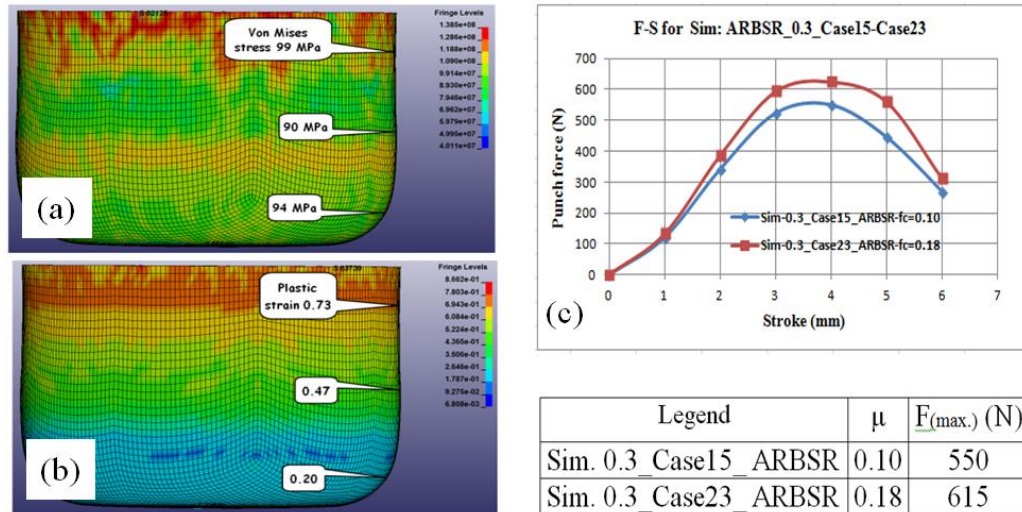 5.02139
Fringe Levels
1.385e+08
1.286e+08
1.188e+08
1.090e+08
9.914e+07
8.930e+07
7.946e+07
6.962e+07
5.979e+07
4.995e+07
4.011e+07
Von Mises
stress 99 MPa
90 MPa
94 MPa
(a)
Fringe Levels
8.662e-01
7.803e-01
6.943e-01
6.084e-01
5.224e-01
4.365e-01
3.506e-01
2.646e-01
1.787e-01
9.275e-02
6.808e-03
Plastic
strain 0.73
0.47
0.20
(b)
F-S for Sim: ARBSR_0.3_Case15-Case23
Punch force (N)
700
600
500
400
300
200
100
0
Sim-0.3_Case15_ARBSR-fc=0.10
Sim-0.3_Case23_ARBSR-fc=0.18
0 1 2 3 4 5 6 7
Stroke (mm)
(c)
Legend μ F(max.) (N)
Sim. 0.3_Case15_ ARBSR 0.10 550
Sim. 0.3_Case23_ ARBSR 0.18 615